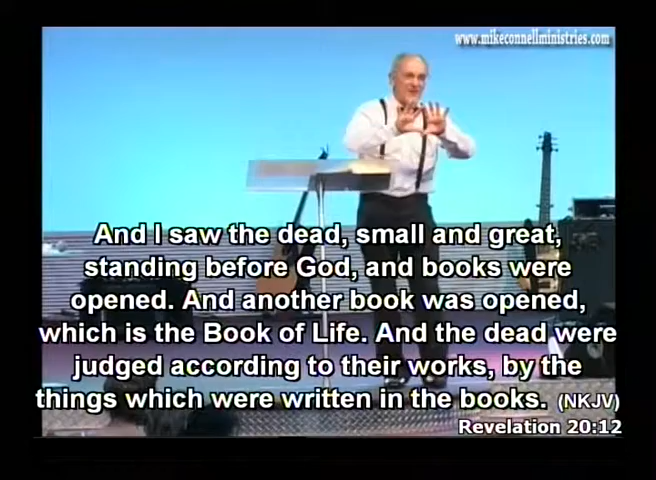 www.mikeconnellministries.com
And I saw the dead, small and great,
standing before God, and books were
opened. And another book was opened,
which is the Book of Life. And the dead were
judged according to their works, by the
things which were written in the books. (NKJV)
Revelation 20:12